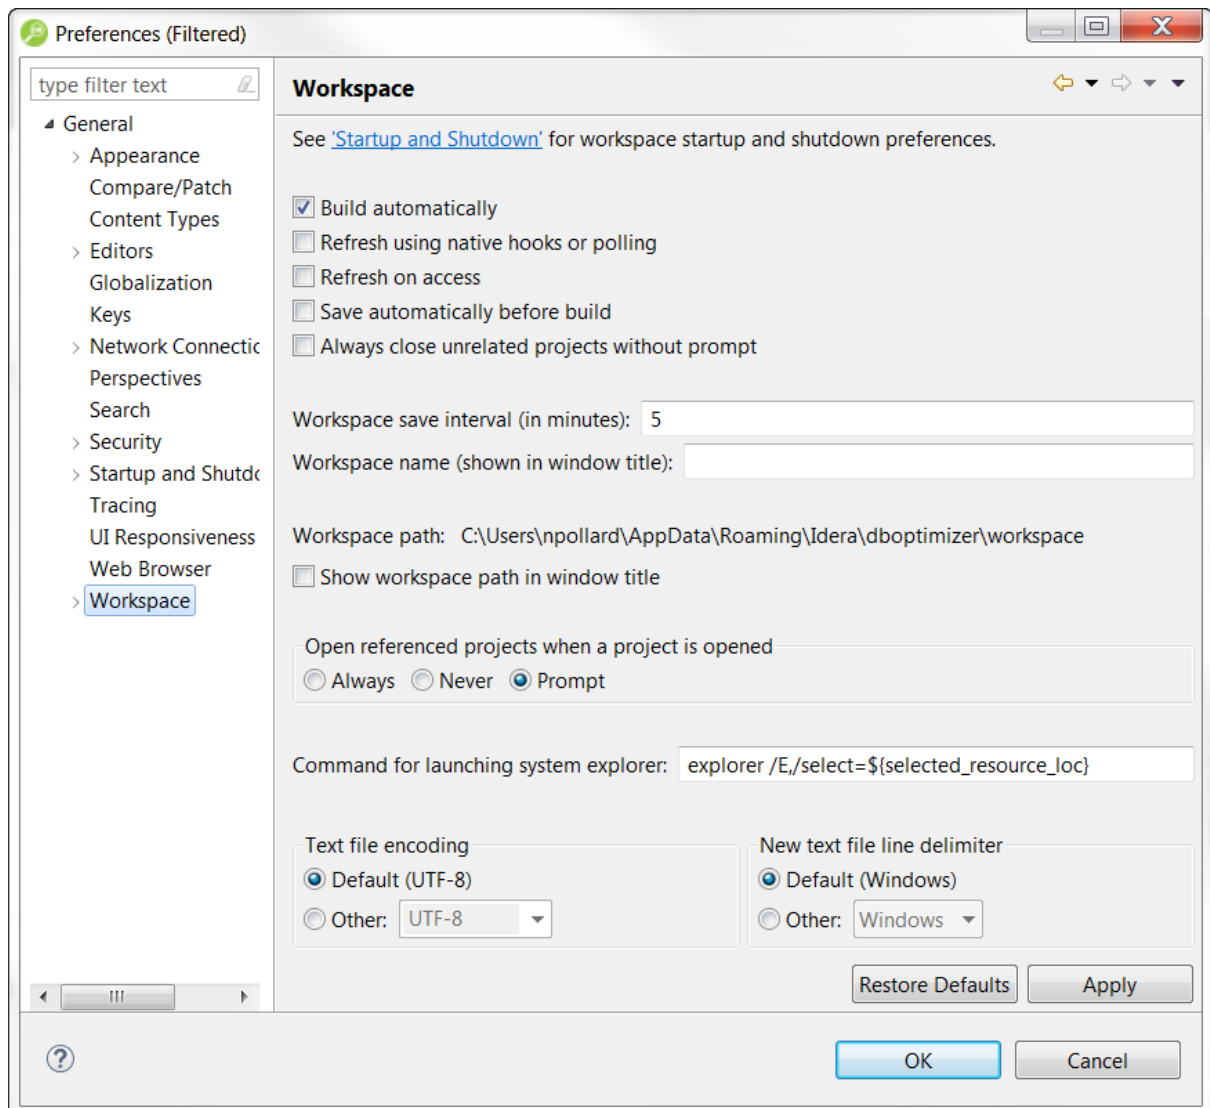 Preferences (Filtered)
type filter text
General
Appearance
Compare/Patch
Content Types
Editors
Globalization
Keys
Network Connectic
Perspectives
Search
Security
Startup and Shutdo
Tracing
UI Responsiveness
Web Browser
Workspace
Workspace
See 'Startup and Shutdown' for workspace startup and shutdown preferences.
Build automatically
Refresh using native hooks or polling
Refresh on access
Save automatically before build
Always close unrelated projects without prompt
Workspace save interval (in minutes): 5
Workspace name (shown in window title):
Workspace path: C:\Users\npollard\AppData\Roaming\Idera\dboptimizer\workspace
Show workspace path in window title
Open referenced projects when a project is opened
Always Never Prompt
Command for launching system explorer: explorer /E,/select=${selected_resource_loc}
Text file encoding
Default (UTF-8)
Other: UTF-8
New text file line delimiter
Default (Windows)
Other: Windows
Restore Defaults Apply
? OK Cancel